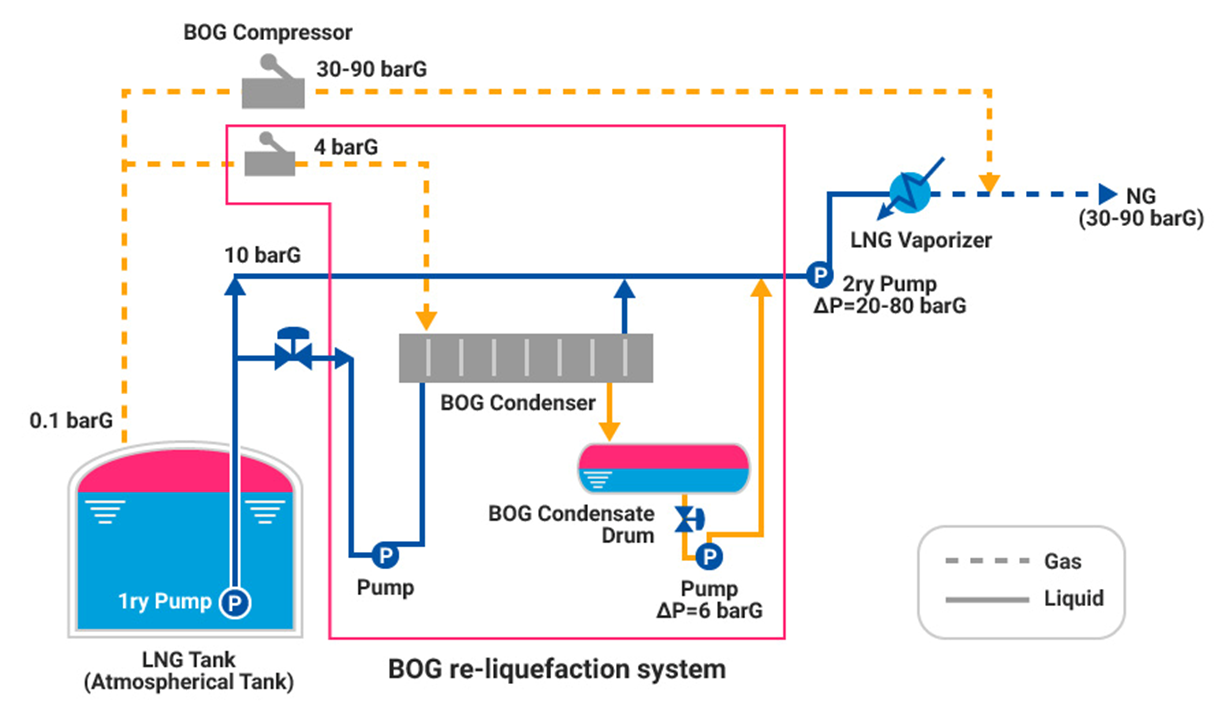 BOG Compressor
30-90 barG
4 barG
NG
(30-90 barG)
LNG Vaporizer
10 barG
P
2ry Pump
ΔP=20-80 barG
BOG Condenser
0.1 barG
BOG Condensate
Drum
P
Pump
P
Pump
ΔP=6 barG
1ry Pump P
Gas
Liquid
LNG Tank
(Atmospherical Tank)
BOG re-liquefaction system